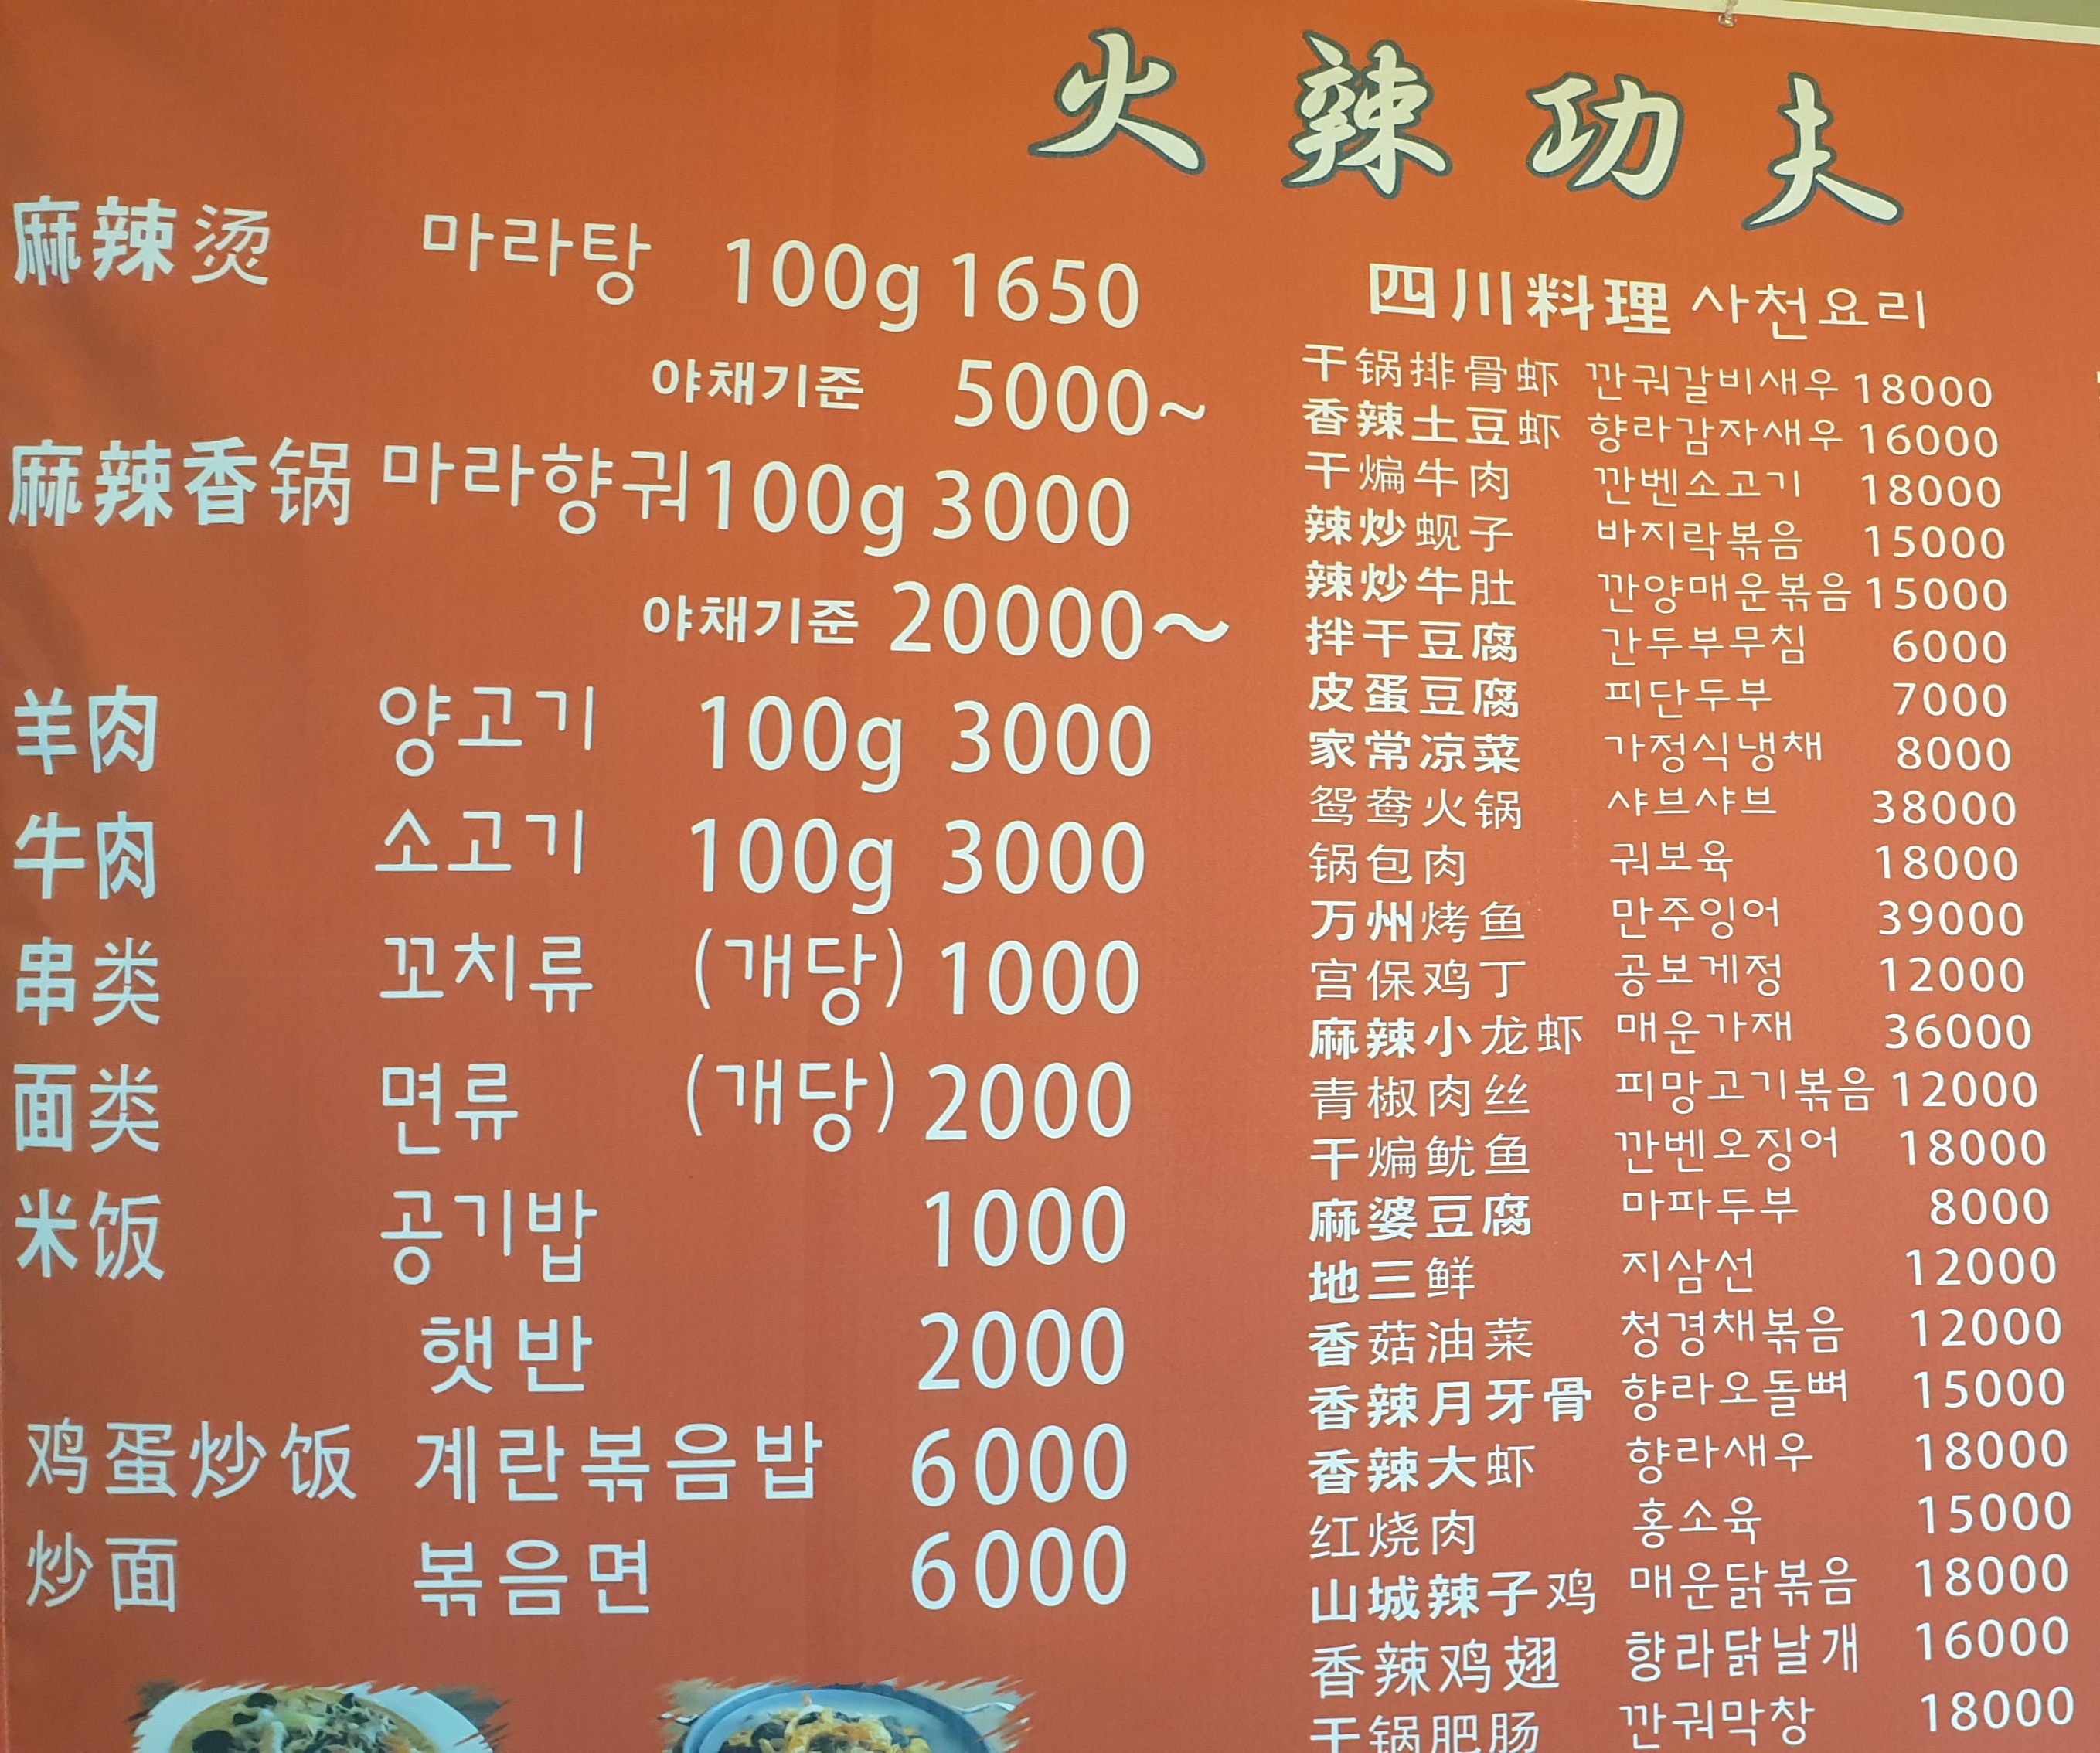 火辣功夫
麻辣烫 마라탕 100g 1650
야채기준 5000~
麻辣香锅 마라향궈 100g 3000
야채기준 20000~
羊肉 양고기 100g 3000
牛肉 소고기 100g 3000
串类 꼬치류 (개당) 1000
面类 면류 (개당) 2000
米饭 공기밥 1000
햇반 2000
鸡蛋炒饭 계란볶음밥 6000
炒面 볶음면 6000
四川料理 사천요리
干锅排骨虾 깐궈갈비새우 18000
香辣土豆虾 향라감자새우 16000
干煸牛肉 깐벤소고기 18000
辣炒蚬子 바지락볶음 15000
辣炒牛肚 깐양매운볶음 15000
拌干豆腐 간두부무침 6000
皮蛋豆腐 피단두부 7000
家常凉菜 가정식냉채 8000
鸳鸯火锅 샤브샤브 38000
锅包肉 궈보육 18000
万州烤鱼 만주잉어 39000
宫保鸡丁 공보게정 12000
麻辣小龙虾 매운가재 36000
青椒肉丝 피망고기볶음 12000
干煸鱿鱼 깐벤오징어 18000
麻婆豆腐 마파두부 8000
地三鲜 지삼선 12000
香菇油菜 청경채볶음 12000
香辣月牙骨 향라오돌뼈 15000
香辣大虾 향라새우 18000
红烧肉 홍소육 15000
山城辣子鸡 매운닭볶음 18000
香辣鸡翅 향라닭날개 16000
干锅肥肠 깐궈막창 18000